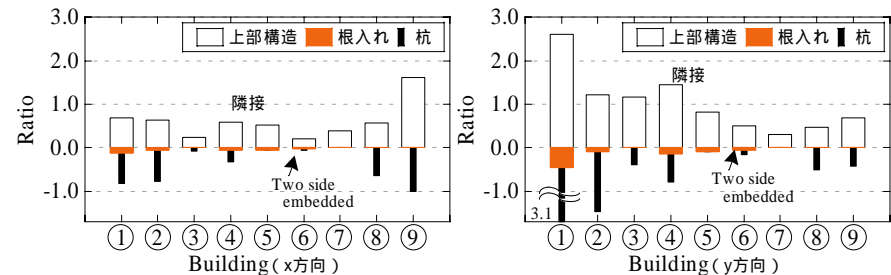 3.0
2.0
1.0
0.0
-1.0
Ratio
上部構造 根入れ 杭
隣接
Two side
embedded
① ② ③ ④ ⑤ ⑥ ⑦ ⑧ ⑨
Building(x方向)
3.0
2.0
1.0
0.0
-1.0
Ratio
上部構造 根入れ 杭
隣接
Two side
embedded
3.1
① ② ③ ④ ⑤ ⑥ ⑦ ⑧ ⑨
Building(y方向)